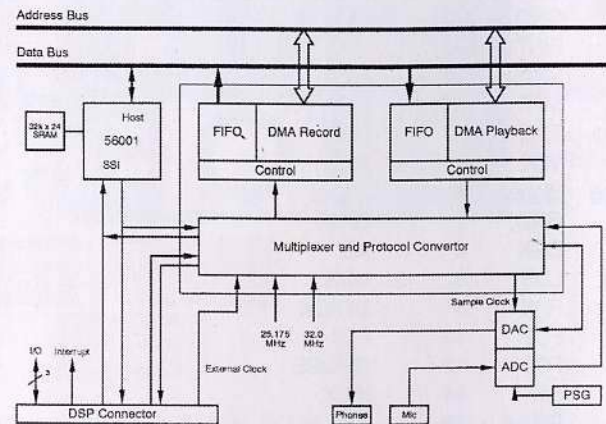 Address Bus
Data Bus
32k x 24
SRAM
Host
56001
SSI
FIFO
DMA Record
Control
FIFO
DMA Playback
Control
Multiplexer and Protocol Convertor
Sample Clock
25.175
MHz
32.0
MHz
DAC
ADC
I/O
Interrupt
3
External Clock
DSP Connector
Phones
Mic
PSG